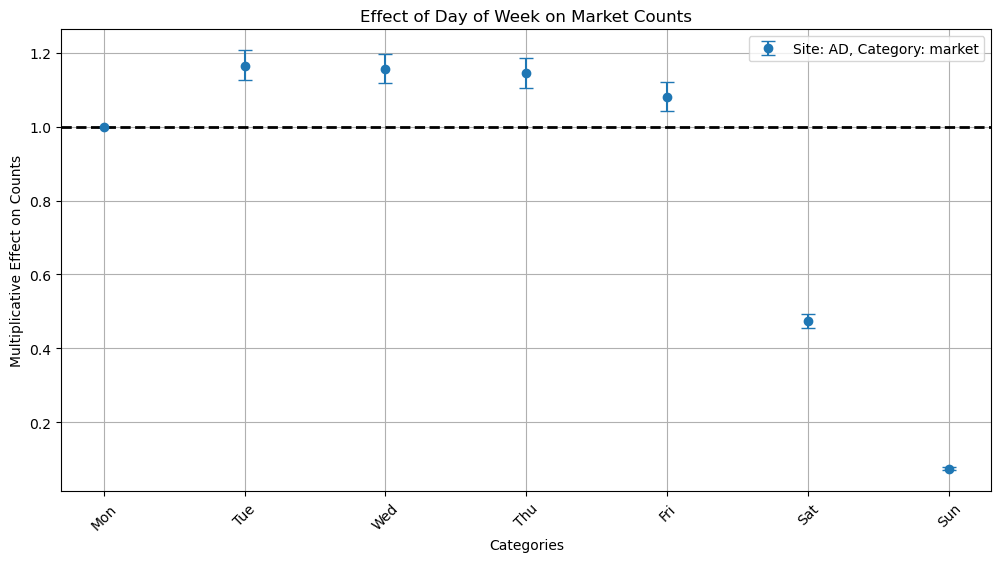 Effect of Day of Week on Market Counts
Site: AD, Category: market
Multiplicative Effect on Counts
1.2
1.0
0.8
0.6
0.4
0.2
Mon
Tue
Wed
Thu
Fri
Sat
Sun
Categories